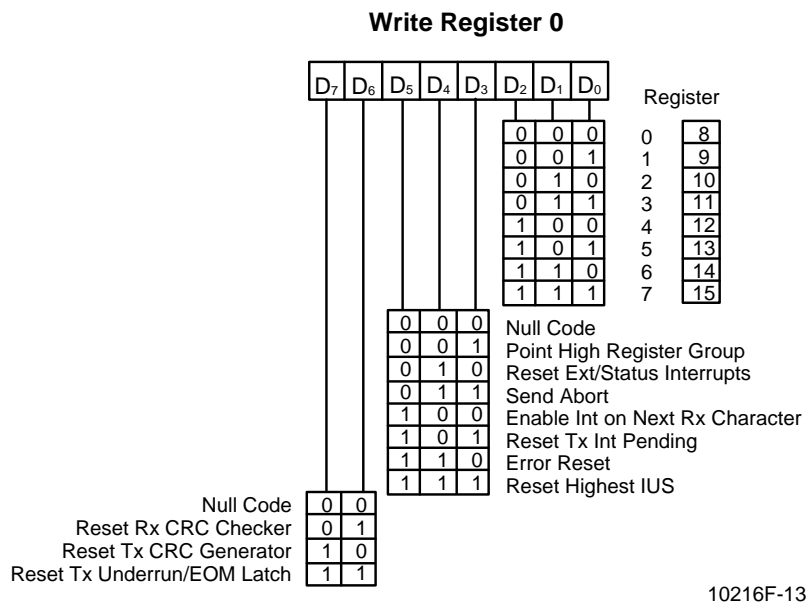 Write Register 0
D₇ D₆ D₅ D₄ D₃ D₂ D₁ D₀
Register
0 0 0 0 8
0 0 1 1 9
0 1 0 2 10
0 1 1 3 11
1 0 0 4 12
1 0 1 5 13
1 1 0 6 14
1 1 1 7 15
0 0 0 Null Code
0 0 1 Point High Register Group
0 1 0 Reset Ext/Status Interrupts
0 1 1 Send Abort
1 0 0 Enable Int on Next Rx Character
1 0 1 Reset Tx Int Pending
1 1 0 Error Reset
1 1 1 Reset Highest IUS
Null Code 0 0
Reset Rx CRC Checker 0 1
Reset Tx CRC Generator 1 0
Reset Tx Underrun/EOM Latch 1 1
10216F-13